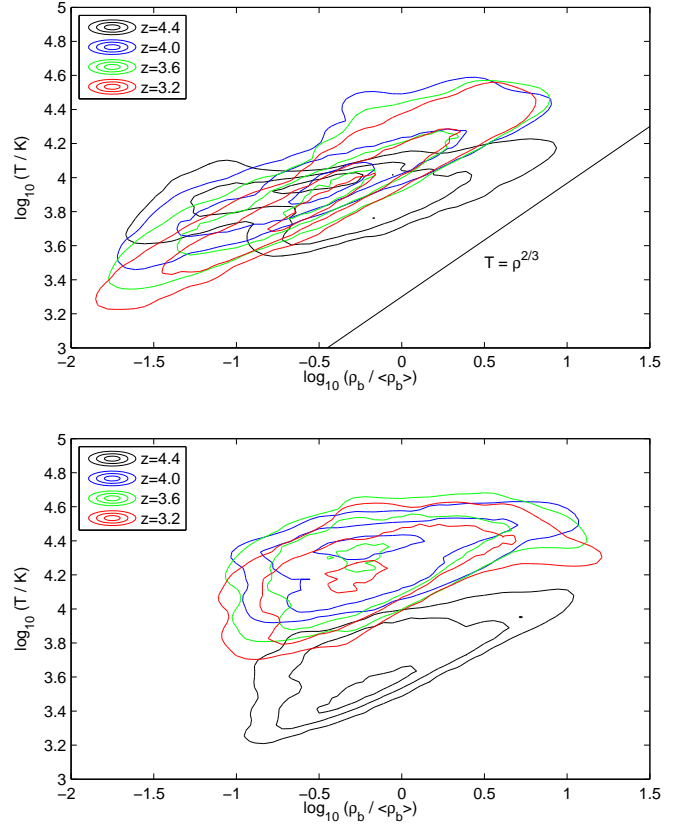 5
4.8
4.6
4.4
4.2
4
3.8
3.6
3.4
3.2
3
log10 (T / K)
z=4.4
z=4.0
z=3.6
z=3.2
T = ρ^2/3
−2 −1.5 −1 −0.5 0 0.5 1 1.5
log10 (ρb / <ρb>)
5
4.8
4.6
4.4
4.2
4
3.8
3.6
3.4
3.2
3
log10 (T / K)
z=4.4
z=4.0
z=3.6
z=3.2
−2 −1.5 −1 −0.5 0 0.5 1 1.5
log10 (ρb / <ρb>)